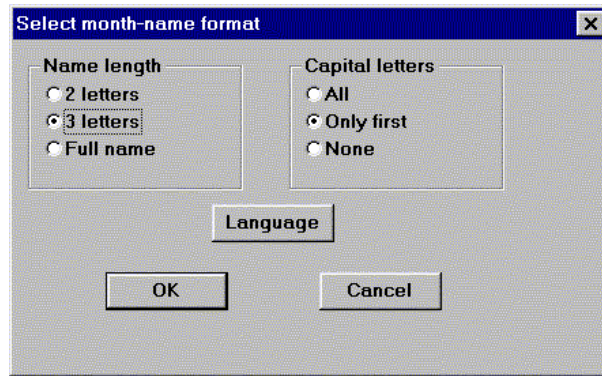 Select month-name format
Name length
2 letters
3 letters
Full name
Capital letters
All
Only first
None
Language
OK
Cancel